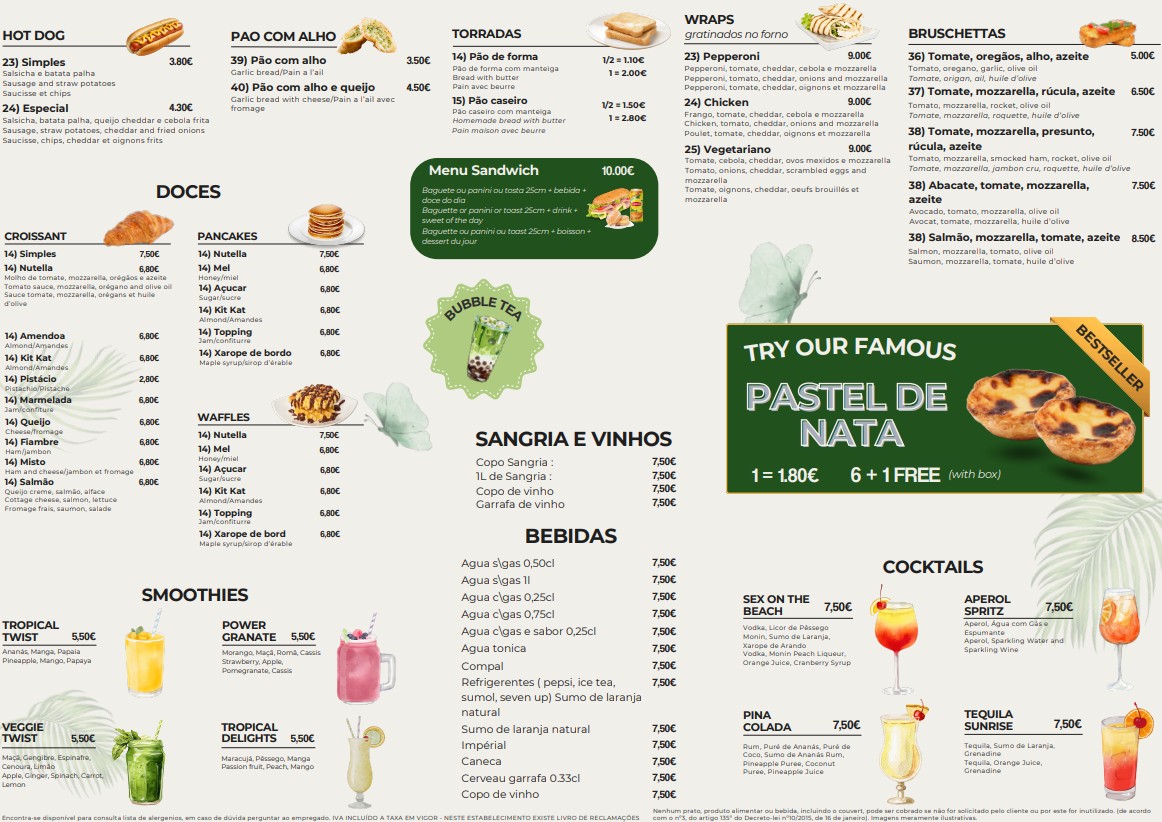 HOT DOG
23) Simples 3.80€
Salsicha e batata palha
Sausage and straw potatoes
Saucisse et chips
24) Especial 4.30€
Salsicha, batata palha, queijo cheddar e cebola frita
Sausage, straw potatoes, cheddar and fried onions
Saucisse, chips, cheddar et oignons frits
PAO COM ALHO
39) Pão com alho 3.50€
Garlic bread/Pain a l'ail
40) Pão com alho e queijo 4.50€
Garlic bread with cheese/Pain a l'ail avec
fromage
TORRADAS
14) Pão de forma 1/2 = 1.10€
Pão de forma com manteiga 1 = 2.00€
Bread with butter
Pain avec beurre
15) Pão caseiro 1/2 = 1.50€
Pão caseiro com manteiga
Homemade bread with butter 1 = 2.80€
Pain maison avec beurre
WRAPS
gratinados no forno
23) Pepperoni 9.00€
Pepperoni, tomate, cheddar, cebola e mozzarella
Pepperoni, tomato, cheddar, onions and mozzarella
Pepperoni, tomate, cheddar, oignons et mozzarella
24) Chicken 9.00€
Frango, tomate, cheddar, cebola e mozzarella
Chicken, tomato, cheddar, onions and mozzarella
Poulet, tomate, cheddar, oignons et mozzarella
25) Vegetariano 9.00€
Tomate, cebola, cheddar, ovos mexidos e mozzarella
Tomato, onions, cheddar, scrambled eggs and
mozzarella
Tomate, oignons, cheddar, oeufs brouillés et
mozzarella
BRUSCHETTAS
36) Tomate, oregãos, alho, azeite 5.00€
Tomato, oregano, garlic, olive oil
Tomate, origan, ail, huile d'olive
37) Tomate, mozzarella, rúcula, azeite 6.50€
Tomato, mozzarella, rocket, olive oil
Tomate, mozzarella, roquette, huile d'olive
38) Tomate, mozzarella, presunto, 7.50€
rúcula, azeite
Tomato, mozzarella, smocked ham, rocket, olive oil
Tomate, mozzarella, jambon cru, raquette, huile d'olive
38) Abacate, tomate, mozzarella, 7.50€
azeite
Avocado, tomato, mozzarella, olive oil
Avocat, tomate, mozzarella, huile d'olive
38) Salmão, mozzarella, tomate, azeite 8.50€
Salmon, mozzarella, tomato, olive oil
Saumon, mozzarella, tomate, huile d'olive
Menu Sandwich 10.00€
Baguete ou panini ou tosta 25cm + bebida +
doce do dia
Baguette or panini or toast 25cm + drink +
sweet of the day
Baguette ou panini ou toast 25cm + boisson +
dessert du jour
DOCES
CROISSANT
14) Simples 7,50€
14) Nutella 6,80€
Molho de tomate, mozzarella, orégãos e azeite
Tomato sauce, mozzarella, orégano and olive oil
Sauce tomate, mozzarella, orégans et huile
d'olive
14) Amendoa 6,80€
Almond/Amandes
14) Kit Kat 6,80€
Almond/Amandes
14) Pistácio 2,80€
Pistachio/Pistache
14) Marmelada 6,80€
Jam/confiture
14) Queijo 6,80€
Cheese/fromage
14) Fiambre 6,80€
Ham/jambon
14) Misto 6,80€
Ham and cheese/jambon et fromage
14) Salmão 6,80€
Queijo creme, salmão, alface
Cottage cheese, salmon, lettuce
Fromage frais, saumon, salade
PANCAKES
14) Nutella 7,50€
14) Mel 6,80€
Honey/miel
14) Açucar 6,80€
Sugar/sucre
14) Kit Kat 6,80€
Almond/Amandes
14) Topping 6,80€
Jam/confiturre
14) Xarope de bordo 6,80€
Maple syrup/sirop d'érable
WAFFLES
14) Nutella 7,50€
14) Mel 6,80€
Honey/miel
14) Açucar 6,80€
Sugar/sucre
14) Kit Kat 6,80€
Almond/Amandes
14) Topping 6,80€
Jam/confiturre
14) Xarope de bord 6,80€
Maple syrup/sirop d'érable
BUBBLE TEA
TRY OUR FAMOUS
BESTSELLER
PASTEL DE
NATA
1 = 1.80€ 6 + 1 FREE (with box)
SANGRIA E VINHOS
Copo Sangria : 7,50€
1L de Sangria : 7,50€
Copo de vinho 7,50€
Garrafa de vinho 7,50€
BEBIDAS
Agua s\gas 0,50cl 7,50€
Agua s\gas 1l 7,50€
Agua c\gas 0,25cl 7,50€
Agua c\gas 0,75cl 7,50€
Agua c\gas e sabor 0,25cl 7,50€
Agua tonica 7,50€
Compal 7,50€
Refrigerentes ( pepsi, ice tea, 7,50€
sumol, seven up) Sumo de laranja
natural
Sumo de laranja natural 7,50€
Impérial 7,50€
Caneca 7,50€
Cerveau garrafa 0.33cl 7,50€
Copo de vinho 7,50€
SMOOTHIES
TROPICAL
TWIST 5,50€
Ananás, Manga, Papaia
Pineapple, Mango, Papaya
POWER
GRANATE 5,50€
Morango, Maçã, Romã, Cassis
Strawberry, Apple,
Pomegranate, Cassis
VEGGIE
TWIST 5,50€
Maçã, Gengibre, Espinafre,
Cenoura, Limão
Apple, Ginger, Spinach, Carrot,
Lemon
TROPICAL
DELIGHTS 5,50€
Maracujá, Pêssego, Manga
Passion fruit, Peach, Mango
COCKTAILS
SEX ON THE
BEACH 7,50€
Vodka, Licor de Pêssego
Monin, Sumo de Laranja,
Xarope de Arando
Vodka, Monin Peach Liqueur,
Orange Juice, Cranberry Syrup
APEROL
SPRITZ 7,50€
Aperol, Água com Gás e
Espumante
Aperol, Sparkling Water and
Sparkling Wine
PINA
COLADA 7,50€
Rum, Puré de Ananás, Puré de
Coco, Sumo de Ananás Rum,
Pineapple Puree, Coconut
Puree, Pineapple Juice
TEQUILA
SUNRISE 7,50€
Tequila, Sumo de Laranja,
Grenadine
Tequila, Orange Juice,
Grenadine
Encontra-se disponível para consulta lista de alergenios, em caso de dúvida perguntar ao empregado. IVA INCLUÍDO A TAXA EM VIGOR - NESTE ESTABELECIMENTO EXISTE LIVRO DE RECLAMAÇÕES
Nenhum prato, produto alimentar ou bebida, incluindo o couvert, pode ser cobrado se não for solicitado pelo cliente ou por este for inutilizado. (de acordo
com o nº3, do artigo 135º do Decreto-lei nº10/2015, de 16 de janeiro). Imagens meramente ilustrativas.